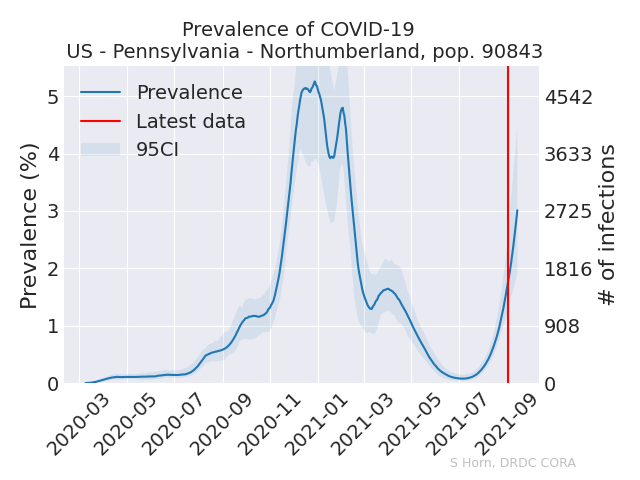 Prevalence of COVID-19
US - Pennsylvania - Northumberland, pop. 90843
Prevalence
Latest data
95CI
Prevalence (%)
5
4
3
2
1
0
4542
3633
2725
1816
908
0
# of infections
2020-03
2020-05
2020-07
2020-09
2020-11
2021-01
2021-03
2021-05
2021-07
2021-09
S Horn, DRDC CORA